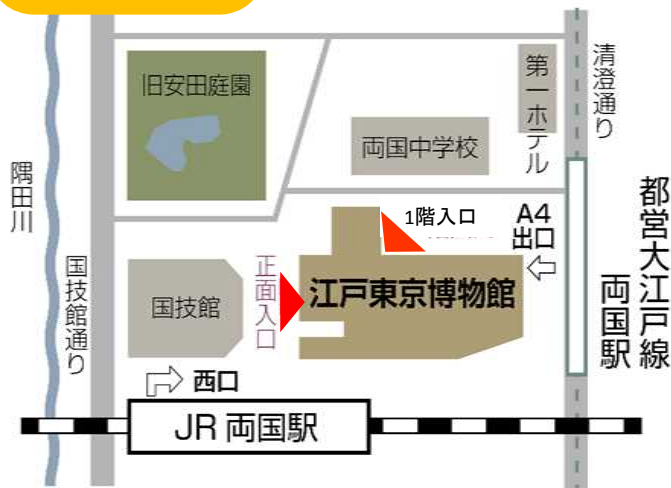 旧安田庭園
第一ホテル
清澄通り
両国中学校
隅田川
1階入口
A4
出口
都営大江戸線
両国駅
国技館通り
国技館
正面入口
江戸東京博物館
西口
JR 両国駅